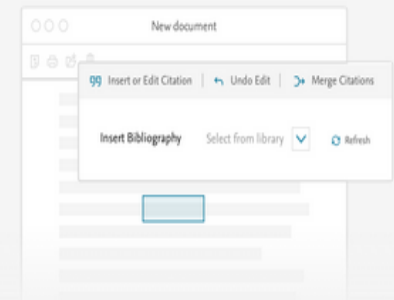 New document
Insert or Edit Citation | Undo Edit | Merge Citations
Insert Bibliography Select from library Refresh